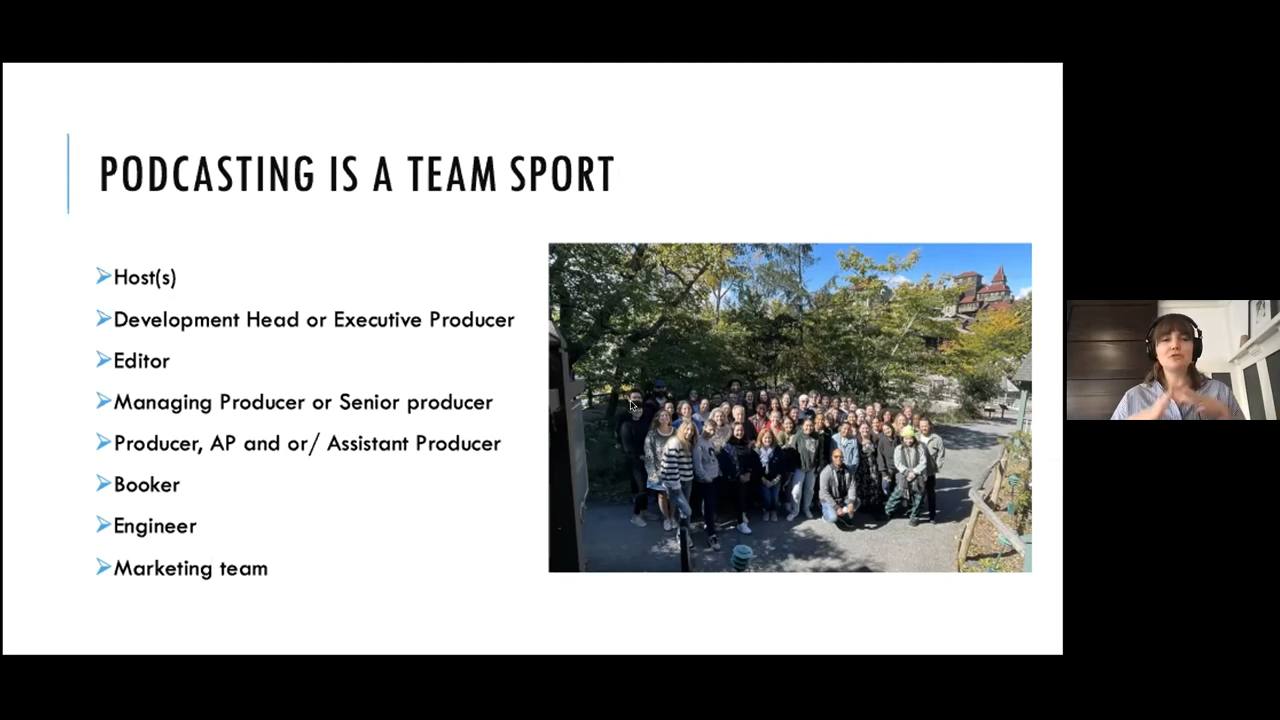 PODCASTING IS A TEAM SPORT
Host(s)
Development Head or Executive Producer
Editor
Managing Producer or Senior producer
Producer, AP and or/ Assistant Producer
Booker
Engineer
Marketing team